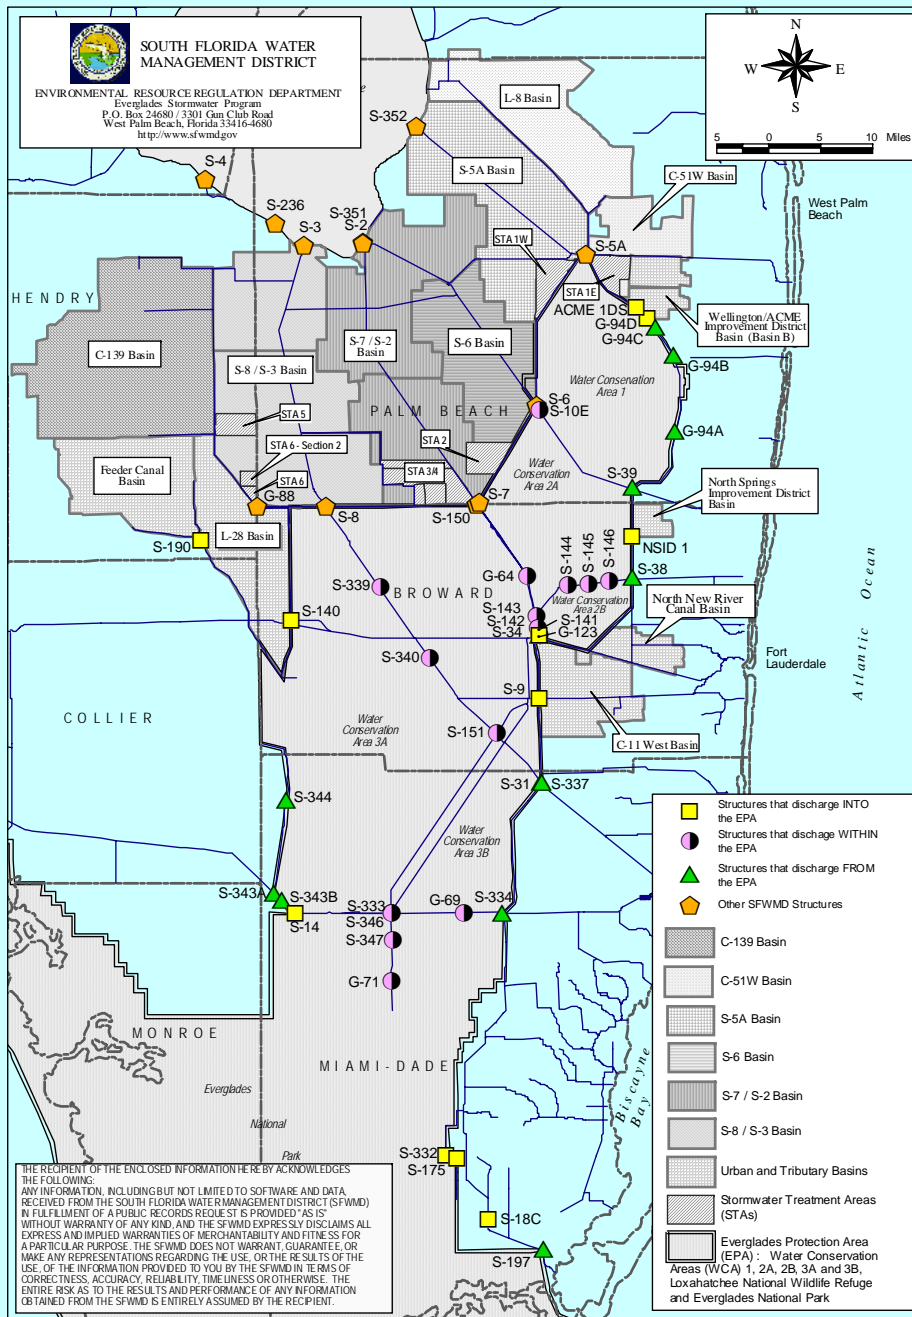 SOUTH FLORIDA WATER
MANAGEMENT DISTRICT
ENVIRONMENTAL RESOURCE REGULATION DEPARTMENT
Everglades Stormwater Program
P.O. Box 24680 / 3301 Gun Club Road
West Palm Beach, Florida 33416-4680
http://www.sfwmd.gov
N
W
E
S
5
0
5
10
Miles
L-8 Basin
S-352
S-5A Basin
S-4
C-51W Basin
West Palm
Beach
S-236
S-351
S-3
S-2
STA 1W
S-5A
STA 1E
HENDRY
ACME 1DS
G-94D
G-94C
Wellington/ACME
Improvement District
Basin (Basin B)
C-139 Basin
S-7 / S-2
Basin
S-6 Basin
S-8 / S-3 Basin
G-94B
Water Conservation
Area 1
S-6
S-10E
PALM BEACH
STA 5
STA 2
G-94A
STA 6 - Section 2
Feeder Canal
Basin
STA 6
STA 3/4
Water
Conservation
Area 2A
S-39
North Springs
Improvement District
Basin
G-88
S-8
S-7
S-150
L-28 Basin
S-190
NSID 1
S-144
S-145
S-146
S-38
G-64
S-339
BROWARD
Water Conservation
Area 2B
North New River
Canal Basin
S-140
S-143
S-142
S-141
S-34
G-123
Fort
Lauderdale
Atlantic Ocean
S-340
S-9
COLLIER
Water
Conservation
Area 3A
S-151
C-11 West Basin
S-31
S-337
S-344
Water
Conservation
Area 3B
S-343A
S-343B
S-14
S-333
S-346
G-69
S-334
S-347
G-71
MONROE
MIAMI-DADE
Everglades
National
Park
Biscayne
Bay
S-332
S-175
S-18C
S-197
Structures that discharge INTO
the EPA
Structures that dischage WITHIN
the EPA
Structures that discharge FROM
the EPA
Other SFWMD Structures
C-139 Basin
C-51W Basin
S-5A Basin
S-6 Basin
S-7 / S-2 Basin
S-8 / S-3 Basin
Urban and Tributary Basins
Stormwater Treatment Areas
(STAs)
Everglades Protection Area
(EPA) : Water Conservation
Areas (WCA) 1, 2A, 2B, 3A and 3B,
Loxahatchee National Wildlife Refuge
and Everglades National Park
THE RECIPIENT OF THE ENCLOSED INFORMATION HEREBY ACKNOWLEDGES
THE FOLLOWING:
ANY INFORMATION, INCLUDING BUT NOT LIMITED TO SOFTWARE AND DATA,
RECEIVED FROM THE SOUTH FLORIDA WATER MANAGEMENT DISTRICT (SFWMD)
IN FULFILLMENT OF A PUBLIC RECORDS REQUEST IS PROVIDED "AS IS"
WITHOUT WARRANTY OF ANY KIND, AND THE SFWMD EXPRESSLY DISCLAIMS ALL
EXPRESS AND IMPLIED WARRANTIES OF MERCHANTABILITY AND FITNESS FOR
A PARTICULAR PURPOSE. THE SFWMD DOES NOT WARRANT, GUARANTEE, OR
MAKE ANY REPRESENTATIONS REGARDING THE USE, OR THE RESULTS OF THE
USE, OF THE INFORMATION PROVIDED TO YOU BY THE SFWMD IN TERMS OF
CORRECTNESS, ACCURACY, RELIABILITY, TIMELINESS OR OTHERWISE. THE
ENTIRE RISK AS TO THE RESULTS AND PERFORMANCE OF ANY INFORMATION
OBTAINED FROM THE SFWMD IS ENTIRELY ASSUMED BY THE RECIPIENT.